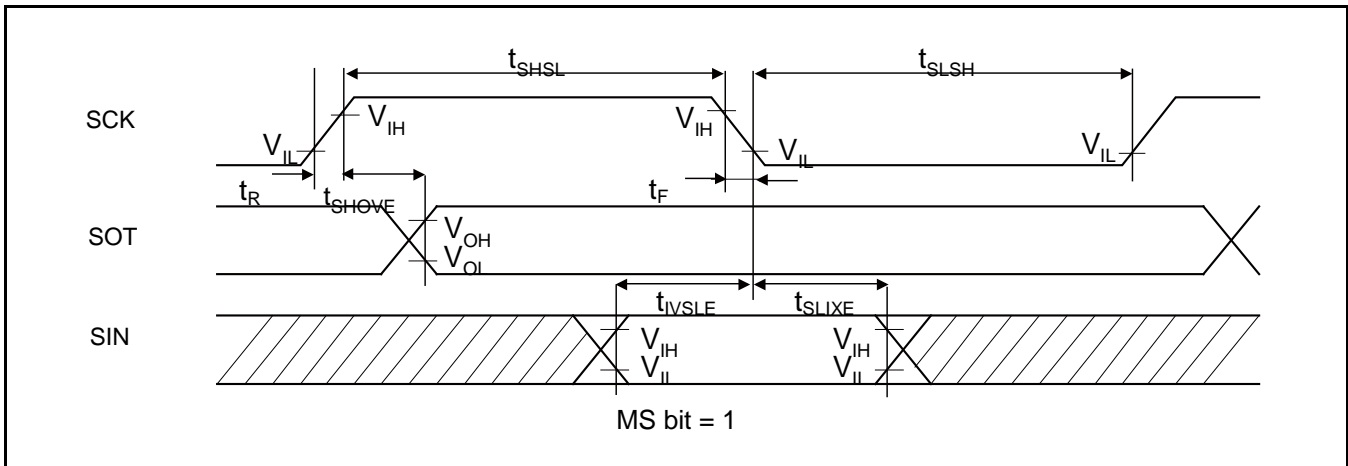 tSHSL
tSLSH
SCK
VIH
VIH
VIL
VIL
VIL
tR
tSHOVE
tF
SOT
VOH
VOL
tIVSLE
tSLIXE
SIN
VIH
VIH
VIL
VIL
MS bit = 1